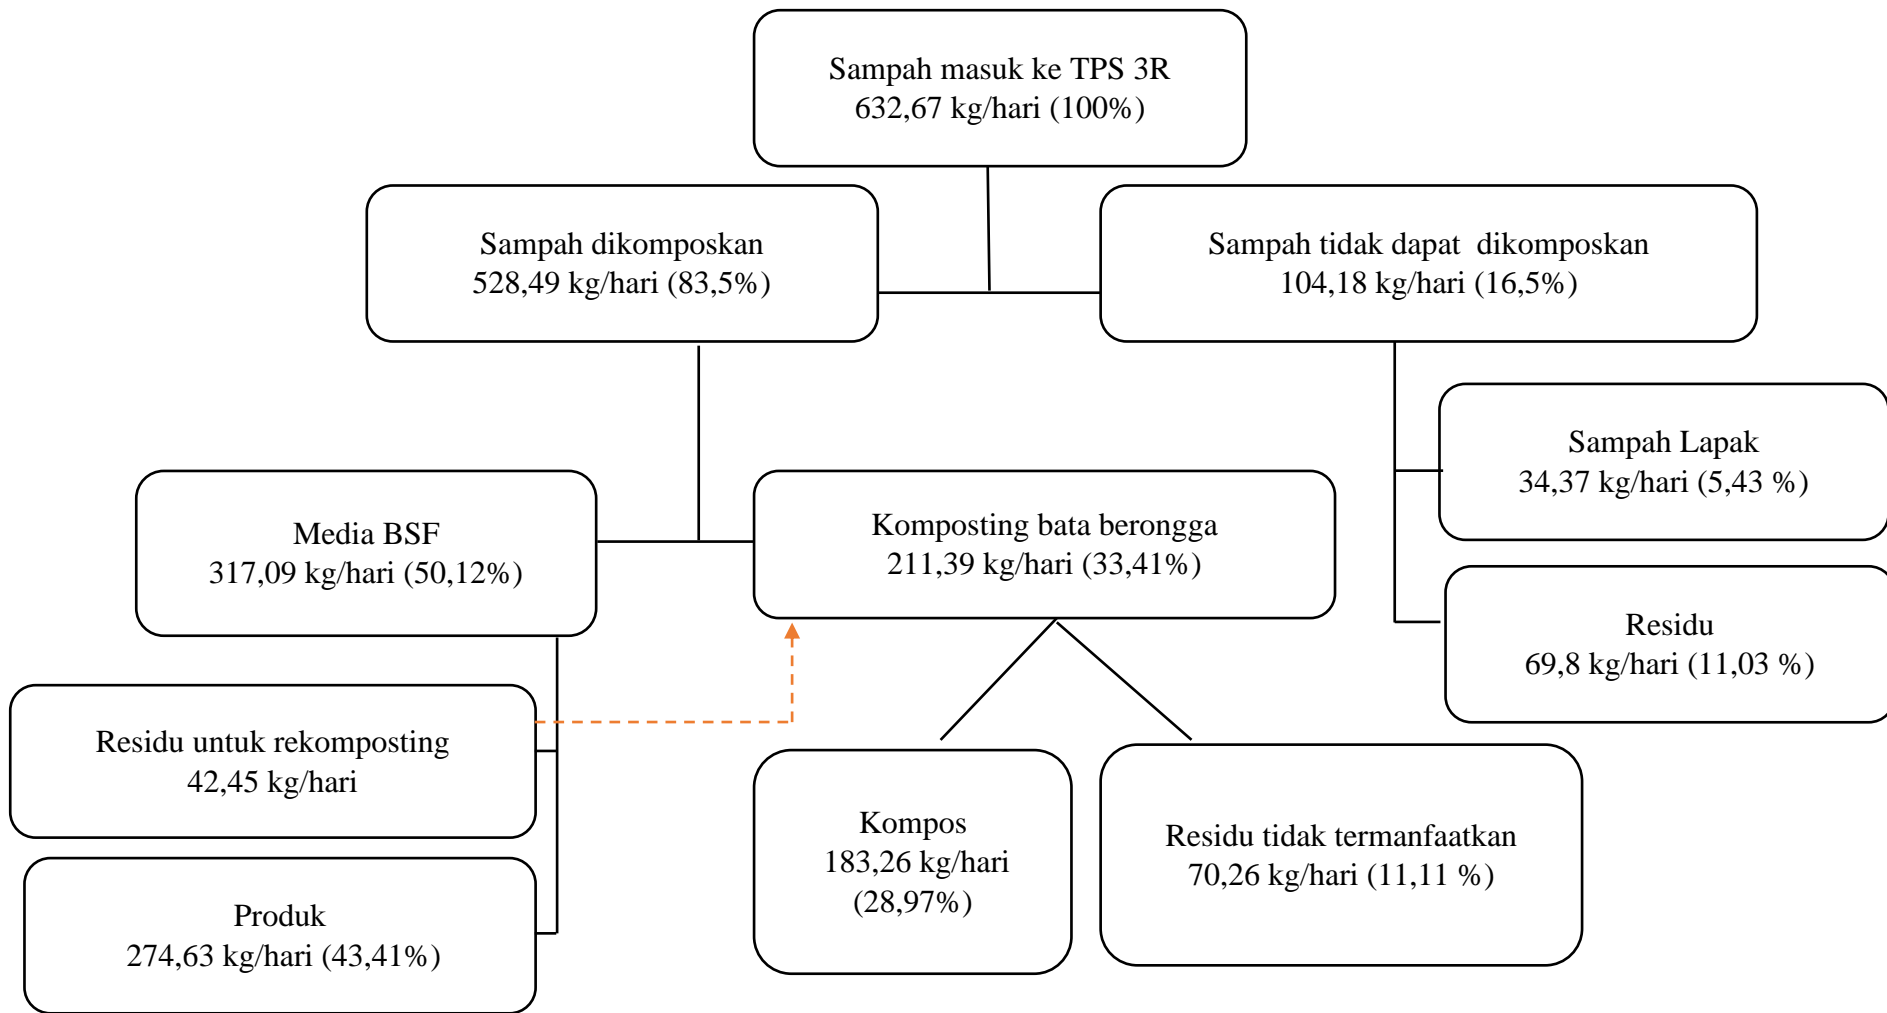 Sampah masuk ke TPS 3R
632,67 kg/hari (100%)
Sampah dikomposkan
528,49 kg/hari (83,5%)
Sampah tidak dapat  dikomposkan
104,18 kg/hari (16,5%)
Sampah Lapak
34,37 kg/hari (5,43 %)
Media BSF
317,09 kg/hari (50,12%)
Komposting bata berongga
211,39 kg/hari (33,41%)
Residu
69,8 kg/hari (11,03 %)
Residu untuk rekomposting
42,45 kg/hari
Kompos
183,26 kg/hari
(28,97%)
Residu tidak termanfaatkan
70,26 kg/hari (11,11 %)
Produk
274,63 kg/hari (43,41%)